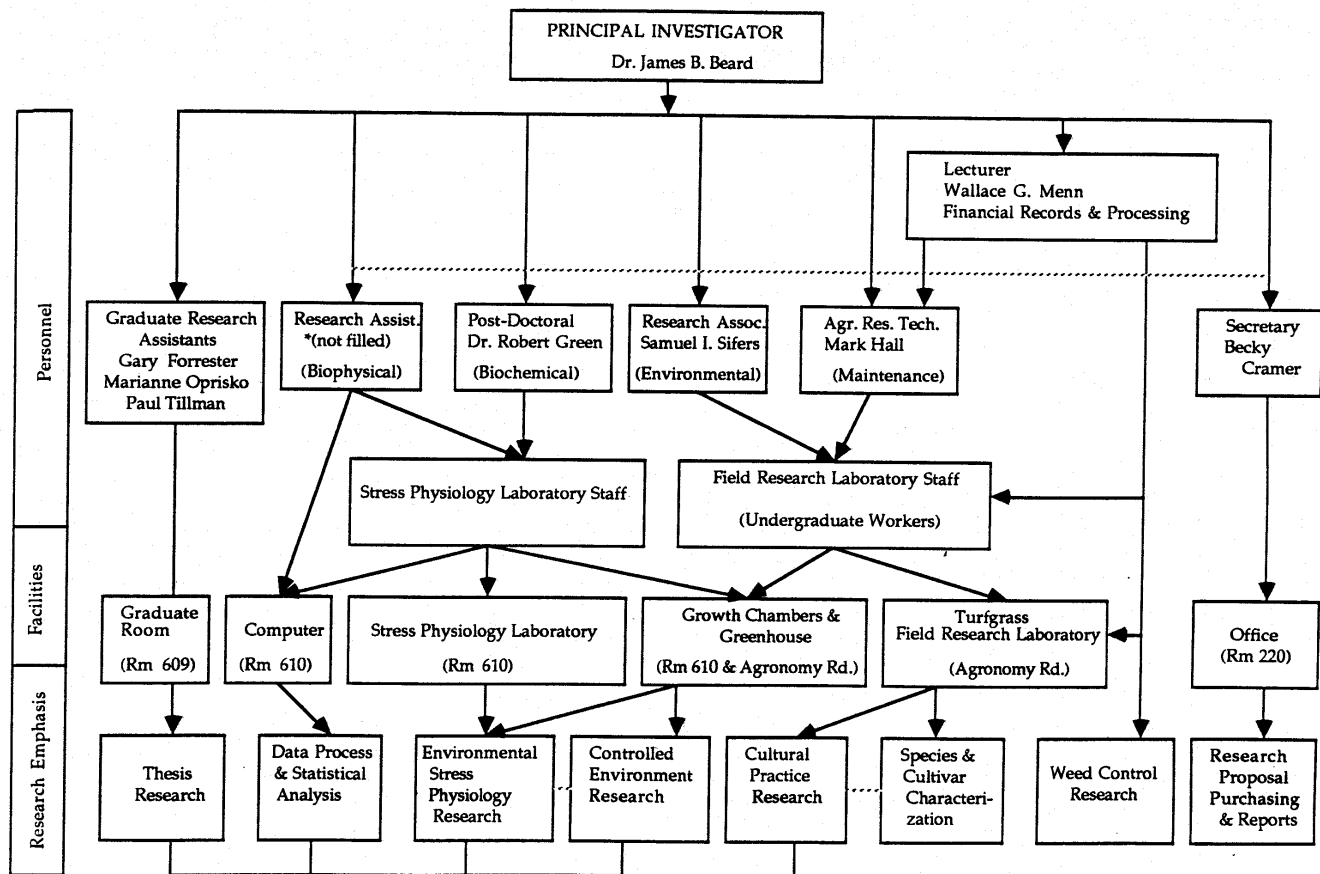 PRINCIPAL INVESTIGATOR
Dr. James B. Beard
Personnel
Lecturer
Wallace G. Menn
Financial Records & Processing
Graduate Research
Assistants
Gary Forrester
Marianne Oprisko
Paul Tillman
Research Assist.
*(not filled)
(Biophysical)
Post-Doctoral
Dr. Robert Green
(Biochemical)
Research Assoc.
Samuel I. Sifers
(Environmental)
Agr. Res. Tech.
Mark Hall
(Maintenance)
Secretary
Becky
Cramer
Stress Physiology Laboratory Staff
Field Research Laboratory Staff
(Undergraduate Workers)
Facilities
Graduate
Room
(Rm 609)
Computer
(Rm 610)
Stress Physiology Laboratory
(Rm 610)
Growth Chambers &
Greenhouse
(Rm 610 & Agronomy Rd.)
Turfgrass
Field Research Laboratory
(Agronomy Rd.)
Office
(Rm 220)
Research Emphasis
Thesis
Research
Data Process
& Statistical
Analysis
Environmental
Stress
Physiology
Research
Controlled
Environment
Research
Cultural
Practice
Research
Species &
Cultivar
Characteri-
zation
Weed Control
Research
Research
Proposal
Purchasing
& Reports